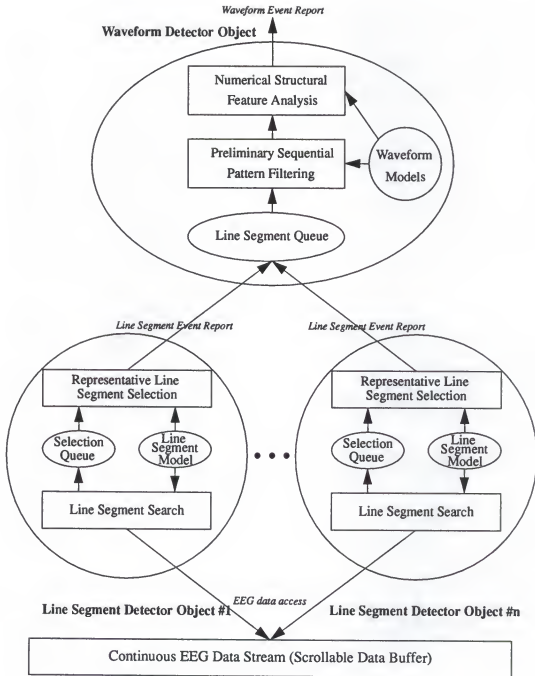 Waveform Event Report
Waveform Detector Object
Numerical Structural
Feature Analysis
Preliminary Sequential
Pattern Filtering
Waveform
Models
Line Segment Queue
Line Segment Event Report
Line Segment Event Report
Representative Line
Segment Selection
Selection
Queue
Line
Segment
Model
Line Segment Search
Representative Line
Segment Selection
Selection
Queue
Line
Segment
Model
Line Segment Search
EEG data access
Line Segment Detector Object #1
Line Segment Detector Object #n
Continuous EEG Data Stream (Scrollable Data Buffer)